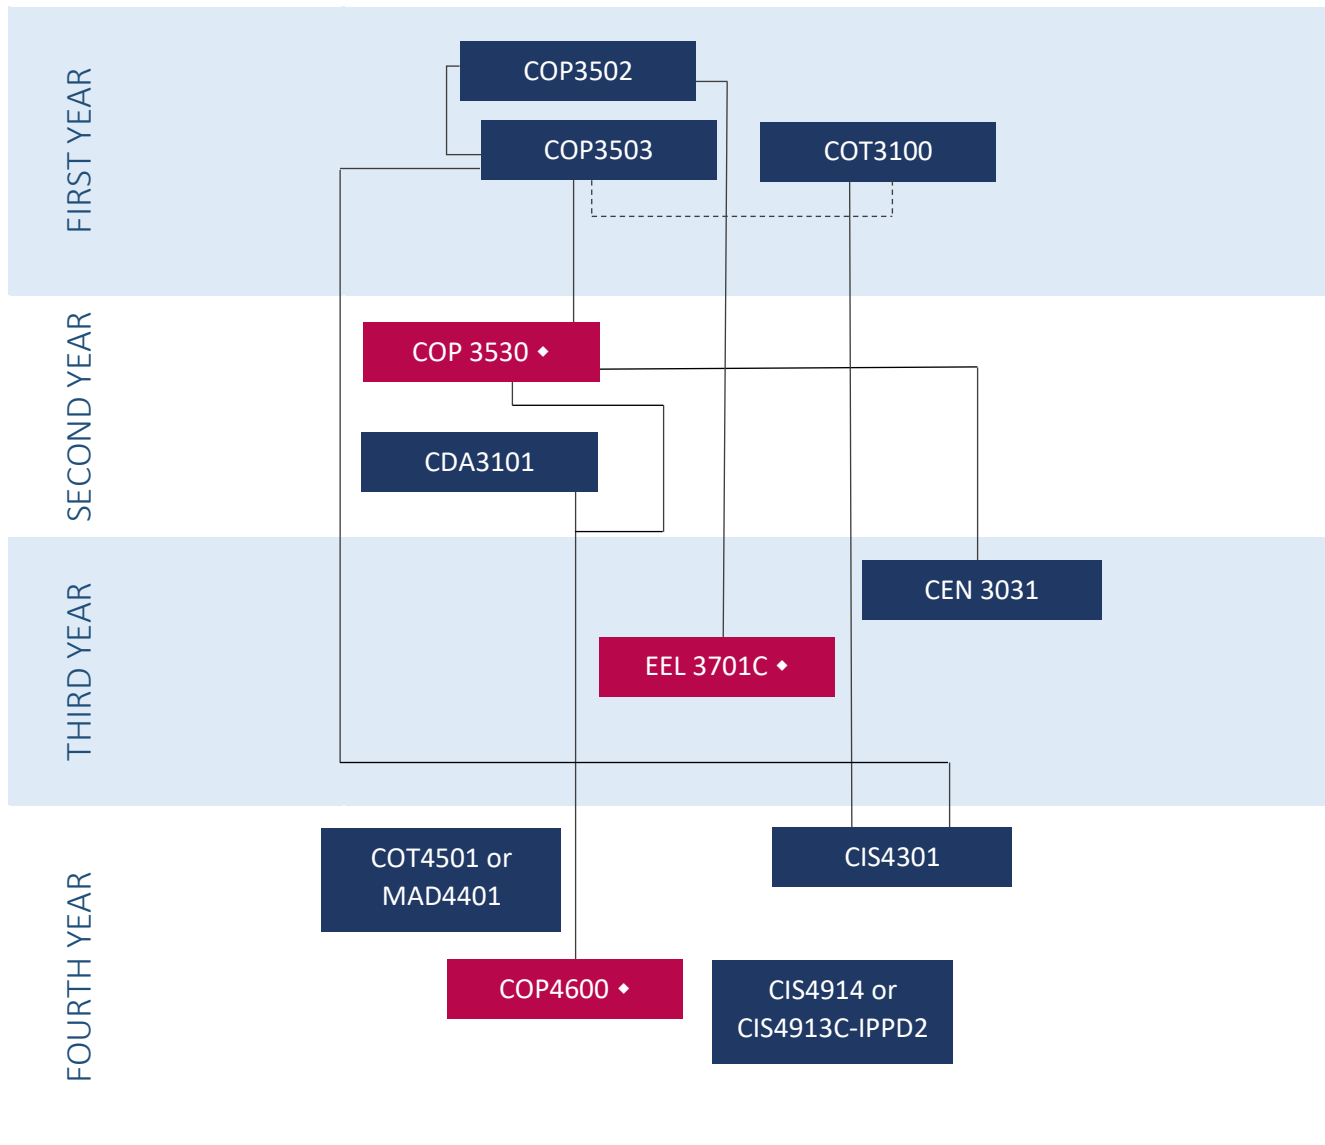 FIRST YEAR
COP3502
COP3503
COT3100
SECOND YEAR
COP 3530 ◆
CDA3101
THIRD YEAR
CEN 3031
EEL 3701C ◆
FOURTH YEAR
COT4501 or
MAD4401
CIS4301
COP4600 ◆
CIS4914 or
CIS4913C-IPPD2